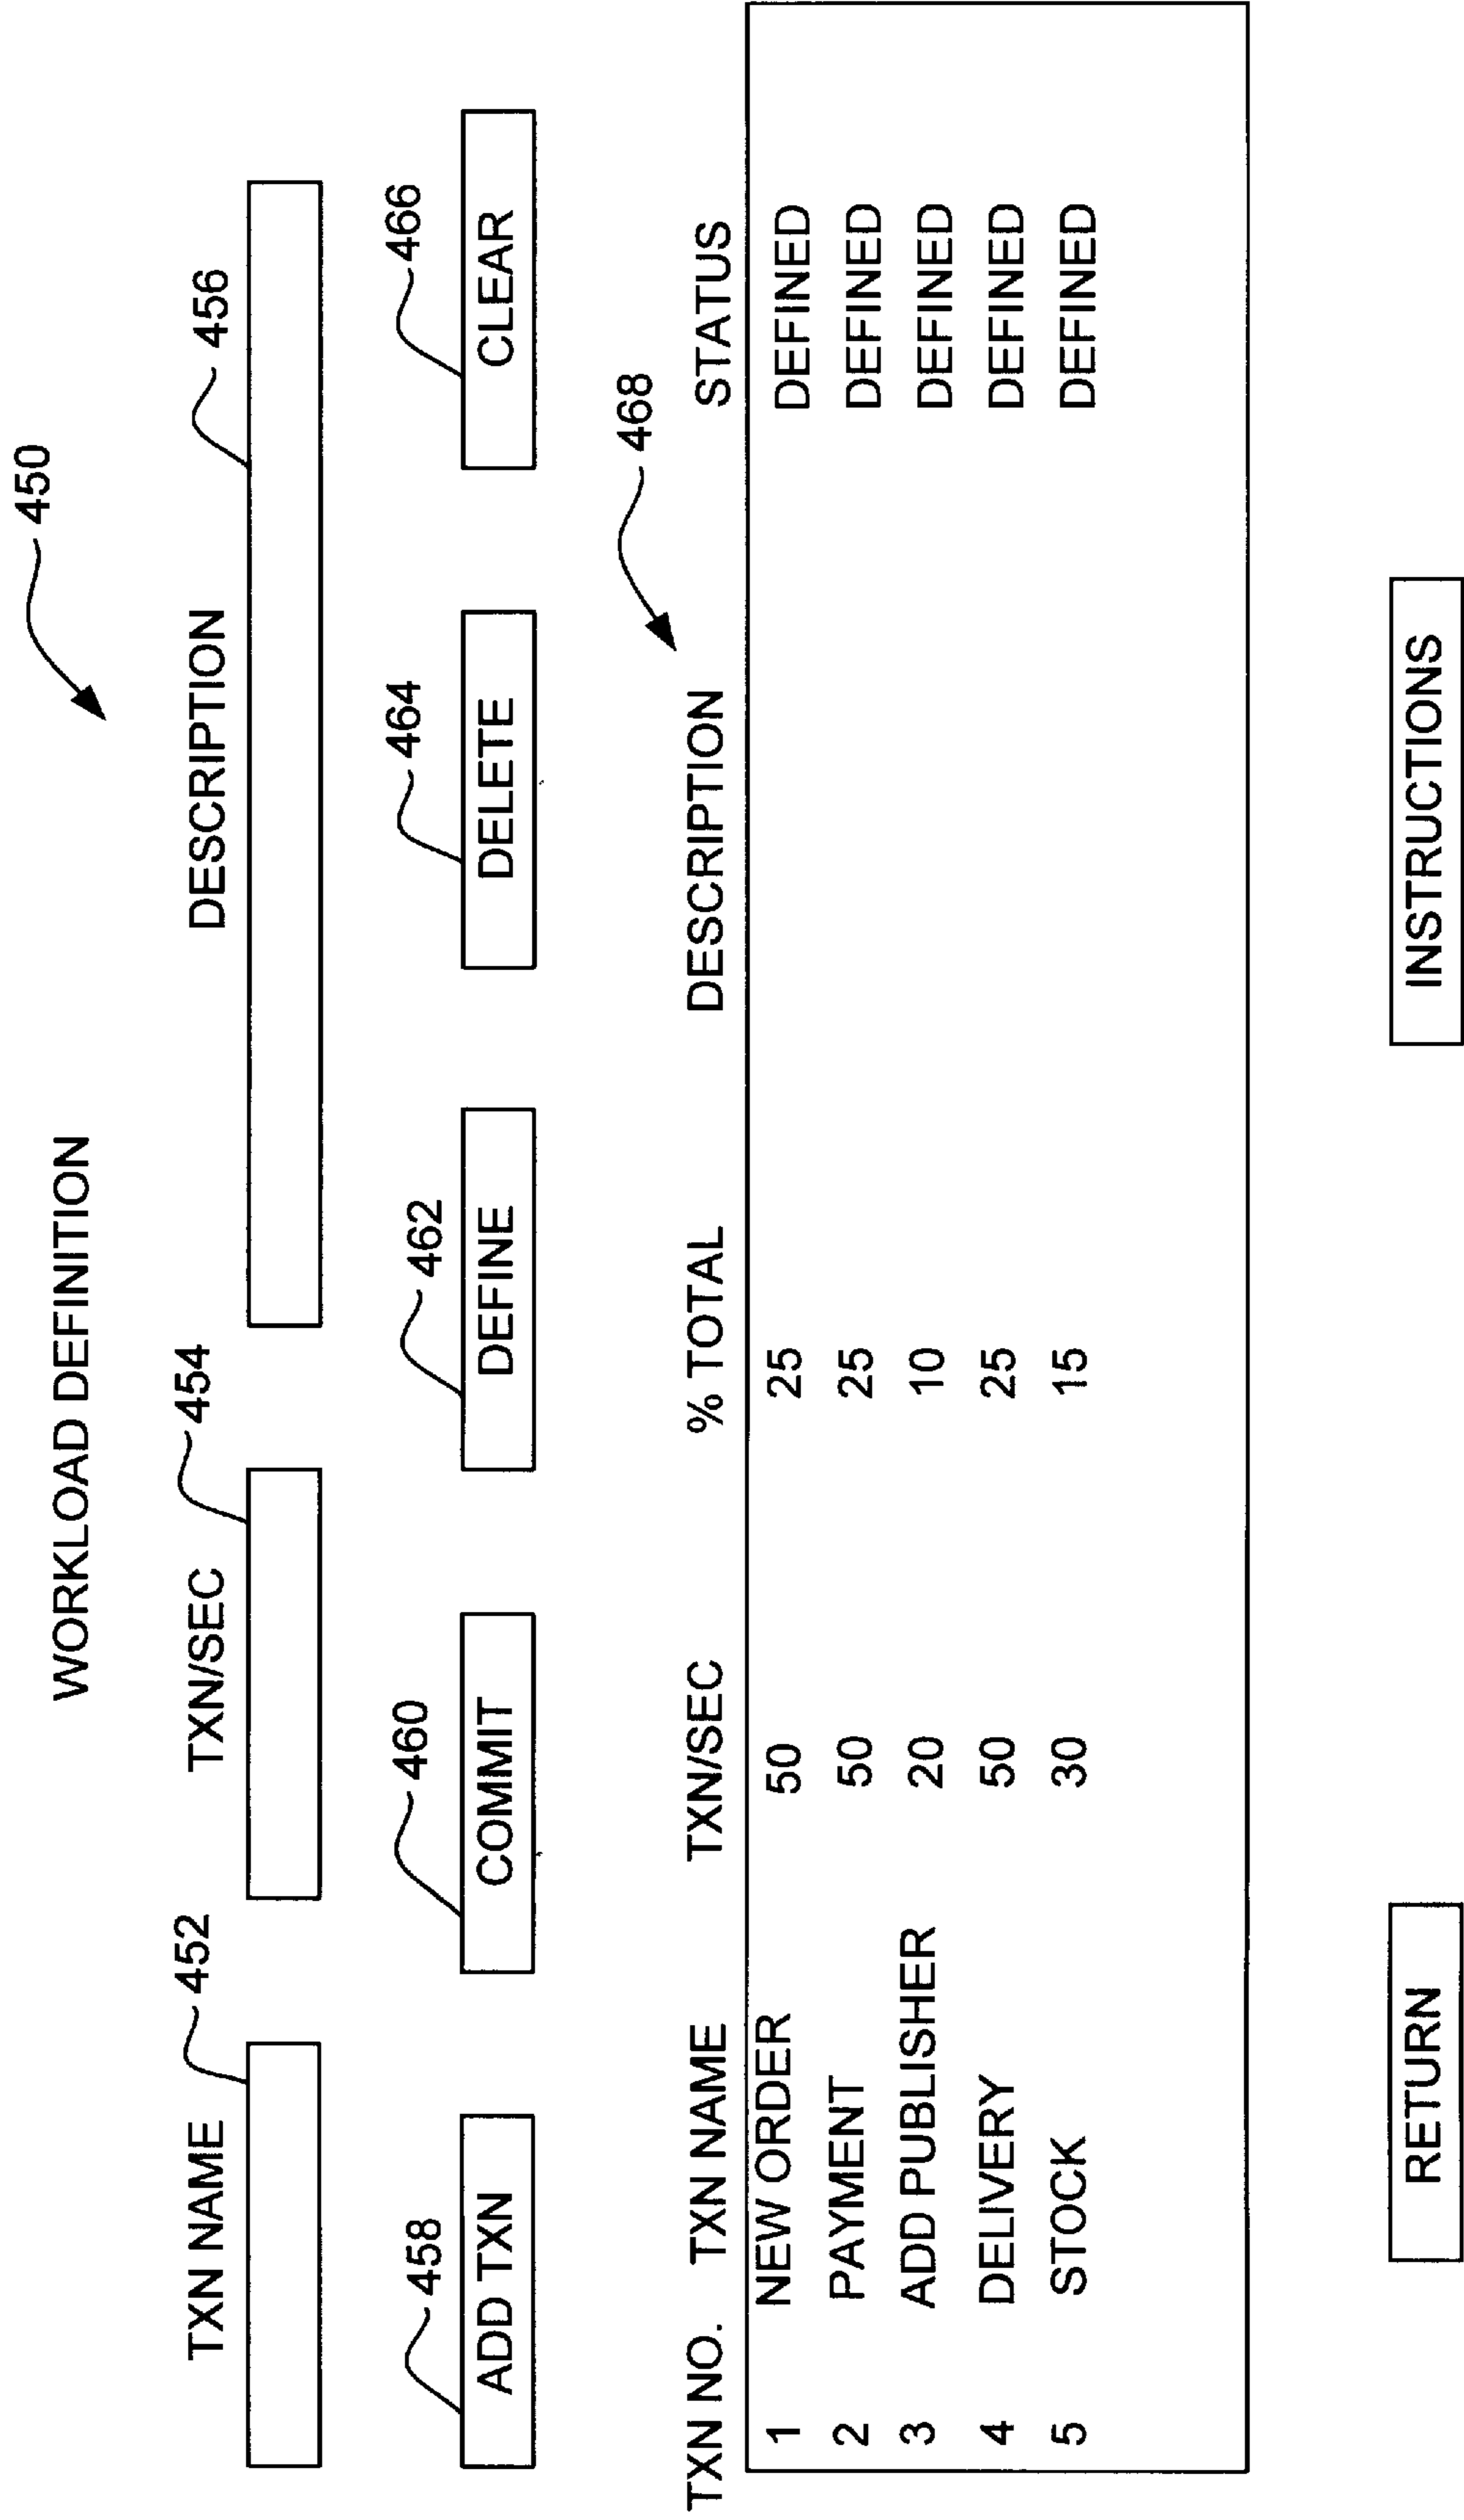 450
WORKLOAD DEFINITION
TXN NAME 452 TXN/SEC 454 DESCRIPTION 456
458 460 462 464 466
ADD TXN COMMIT DEFINE DELETE CLEAR
468
TXN NO. TXN NAME TXN/SEC % TOTAL DESCRIPTION STATUS
1 NEW ORDER 50 25 DEFINED
2 PAYMENT 50 25 DEFINED
3 ADD PUBLISHER 20 10 DEFINED
4 DELIVERY 50 25 DEFINED
5 STOCK 30 15 DEFINED
RETURN INSTRUCTIONS